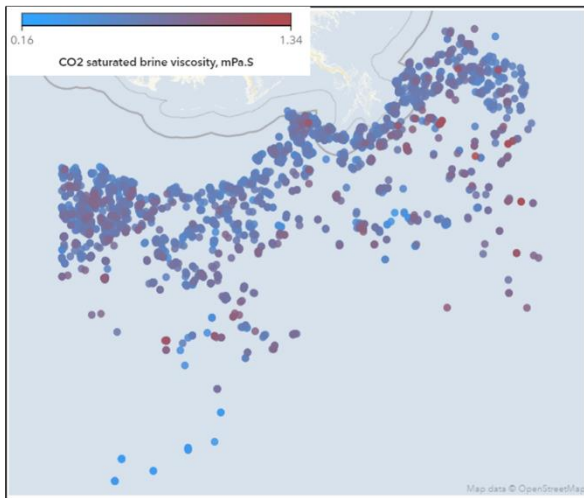 0.16 1.34
CO2 saturated brine viscosity, mPa.S
Map data © OpenStreetMap